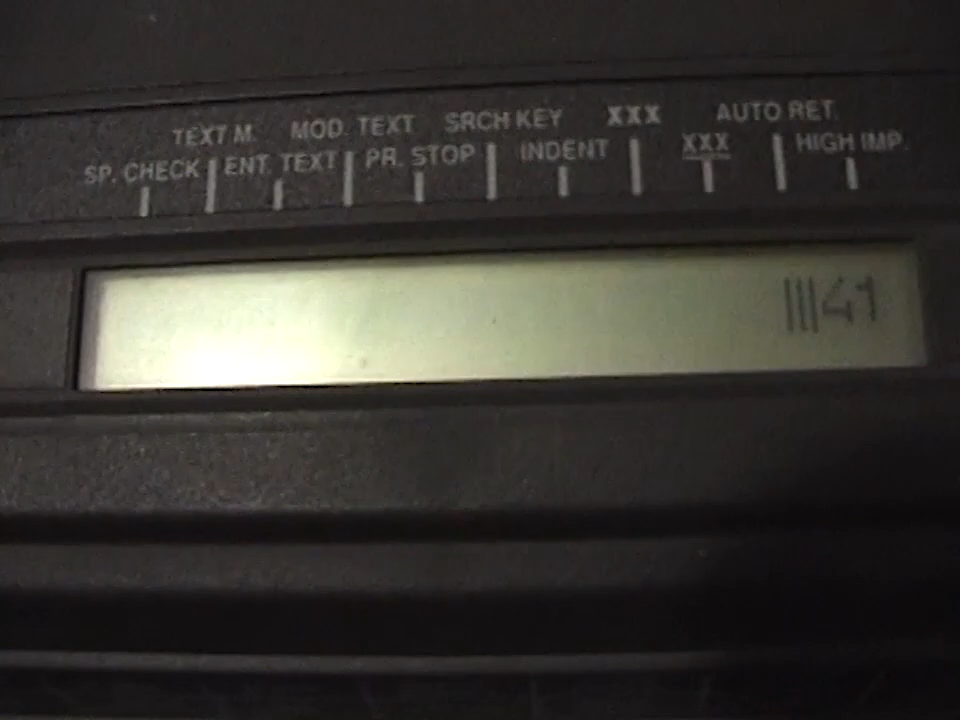 TEXT M. MOD. TEXT SRCH KEY XXX AUTO RET.
SP. CHECK ENT. TEXT PR. STOP INDENT XXX HIGH IMP.
41